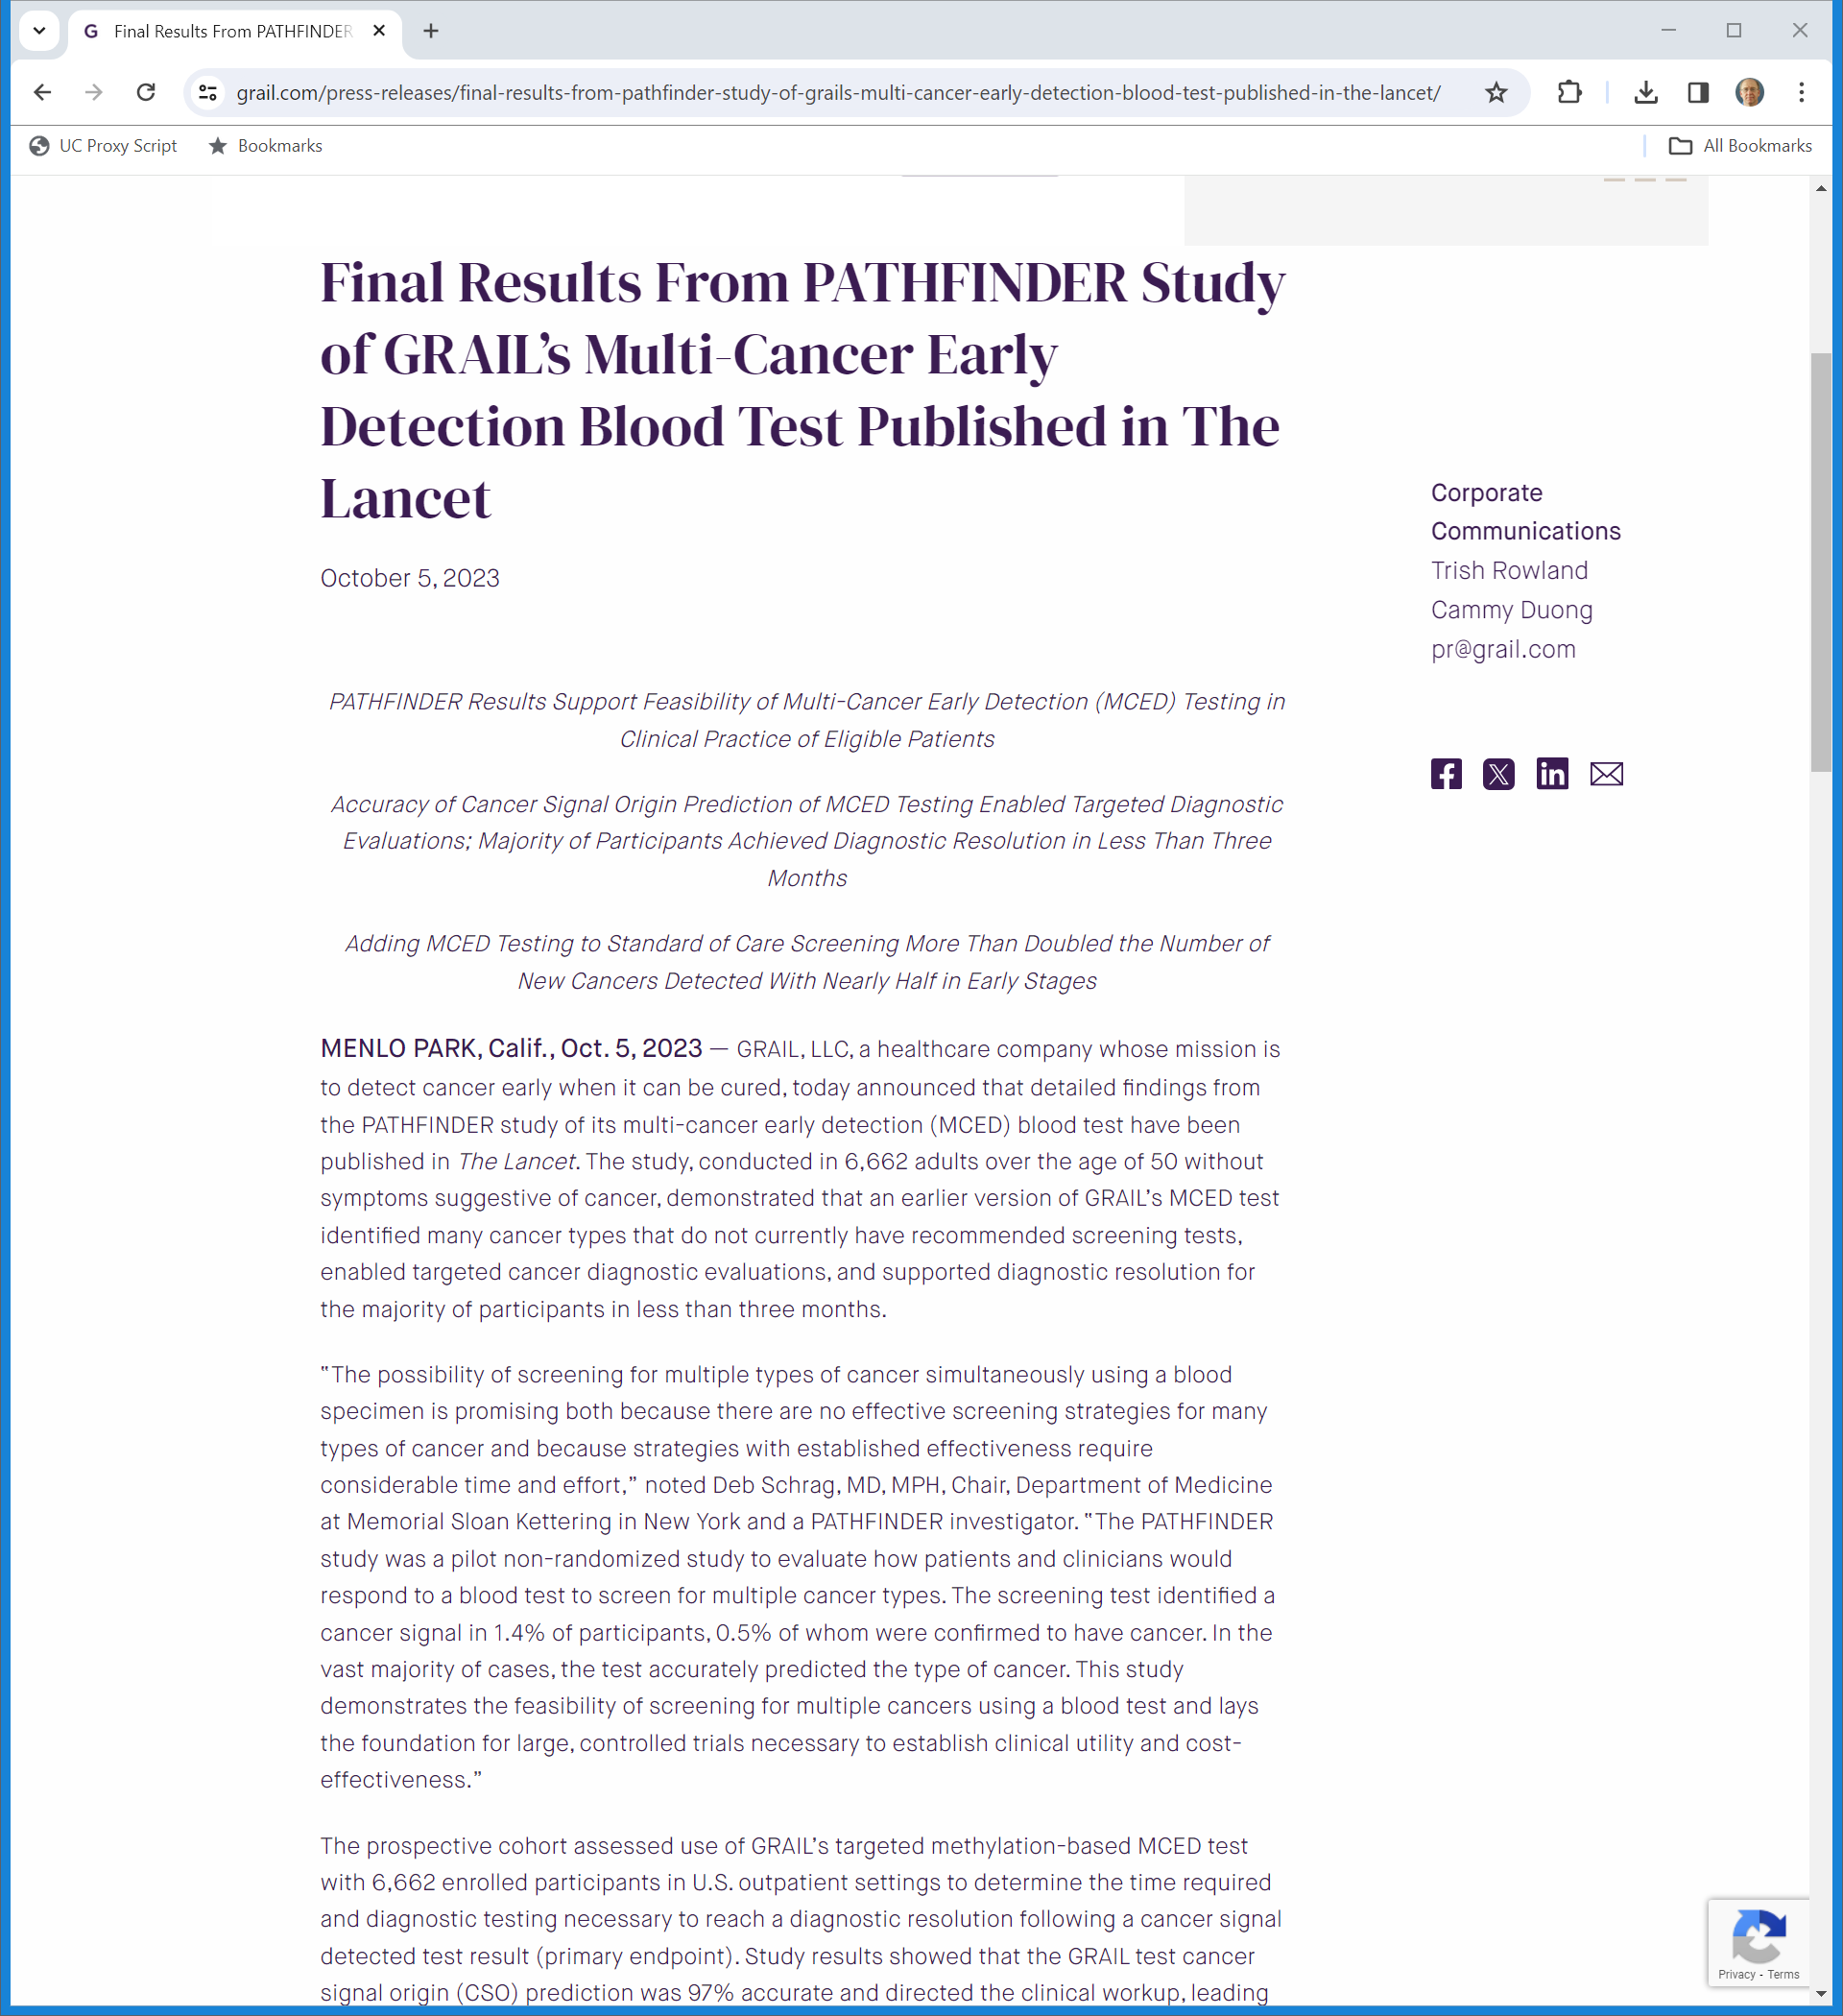 G Final Results From PATHFINDER
grail.com/press-releases/final-results-from-pathfinder-study-of-grails-multi-cancer-early-detection-blood-test-published-in-the-lancet/
UC Proxy Script Bookmarks All Bookmarks
Final Results From PATHFINDER Study
of GRAIL’s Multi-Cancer Early
Detection Blood Test Published in The
Lancet
October 5, 2023
Corporate
Communications
Trish Rowland
Cammy Duong
pr@grail.com
PATHFINDER Results Support Feasibility of Multi-Cancer Early Detection (MCED) Testing in
Clinical Practice of Eligible Patients
Accuracy of Cancer Signal Origin Prediction of MCED Testing Enabled Targeted Diagnostic
Evaluations; Majority of Participants Achieved Diagnostic Resolution in Less Than Three
Months
Adding MCED Testing to Standard of Care Screening More Than Doubled the Number of
New Cancers Detected With Nearly Half in Early Stages
MENLO PARK, Calif., Oct. 5, 2023 — GRAIL, LLC, a healthcare company whose mission is
to detect cancer early when it can be cured, today announced that detailed findings from
the PATHFINDER study of its multi-cancer early detection (MCED) blood test have been
published in The Lancet. The study, conducted in 6,662 adults over the age of 50 without
symptoms suggestive of cancer, demonstrated that an earlier version of GRAIL’s MCED test
identified many cancer types that do not currently have recommended screening tests,
enabled targeted cancer diagnostic evaluations, and supported diagnostic resolution for
the majority of participants in less than three months.
“The possibility of screening for multiple types of cancer simultaneously using a blood
specimen is promising both because there are no effective screening strategies for many
types of cancer and because strategies with established effectiveness require
considerable time and effort,” noted Deb Schrag, MD, MPH, Chair, Department of Medicine
at Memorial Sloan Kettering in New York and a PATHFINDER investigator. “The PATHFINDER
study was a pilot non-randomized study to evaluate how patients and clinicians would
respond to a blood test to screen for multiple cancer types. The screening test identified a
cancer signal in 1.4% of participants, 0.5% of whom were confirmed to have cancer. In the
vast majority of cases, the test accurately predicted the type of cancer. This study
demonstrates the feasibility of screening for multiple cancers using a blood test and lays
the foundation for large, controlled trials necessary to establish clinical utility and cost-
effectiveness.”
The prospective cohort assessed use of GRAIL’s targeted methylation-based MCED test
with 6,662 enrolled participants in U.S. outpatient settings to determine the time required
and diagnostic testing necessary to reach a diagnostic resolution following a cancer signal
detected test result (primary endpoint). Study results showed that the GRAIL test cancer
signal origin (CSO) prediction was 97% accurate and directed the clinical workup, leading
Privacy - Terms